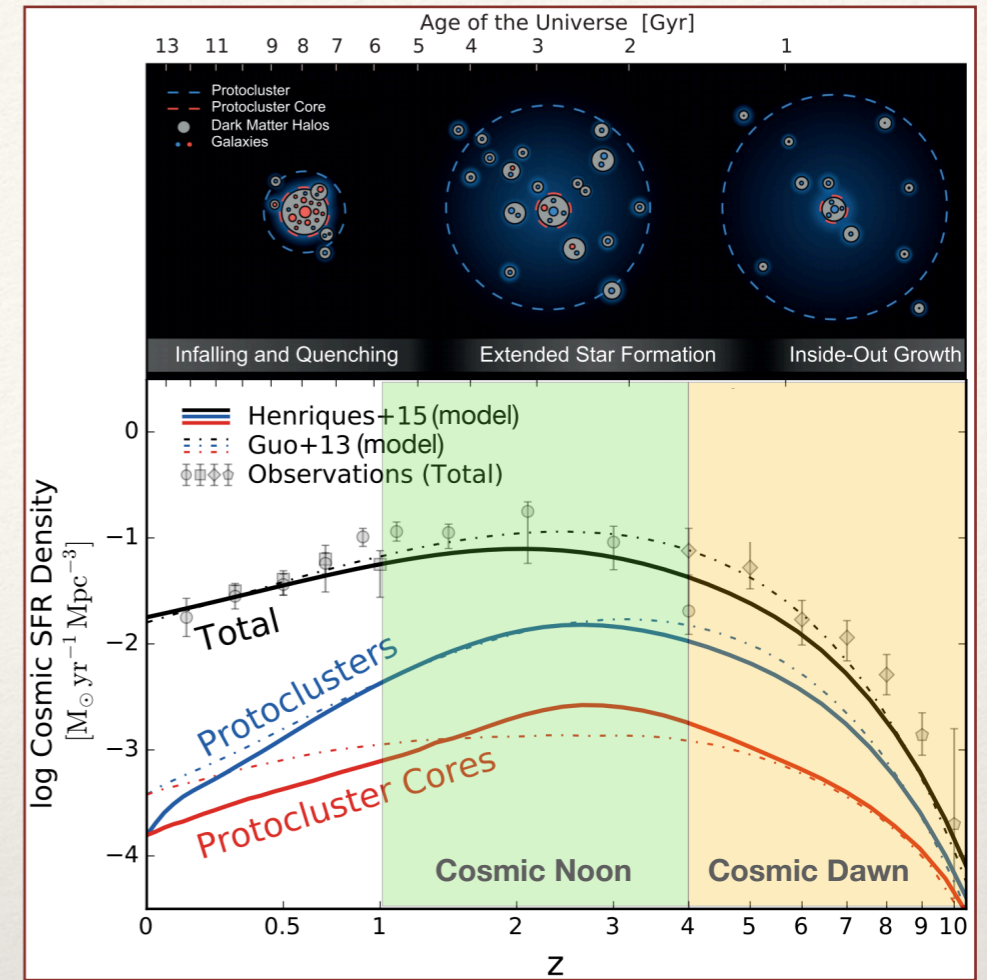 Age of the Universe [Gyr]
13 11 9 8 7 6 5 4 3 2 1
Protocluster
Protocluster Core
Dark Matter Halos
Galaxies
Infalling and Quenching Extended Star Formation Inside-Out Growth
Henriques+15 (model)
Guo+13 (model)
Observations (Total)
log Cosmic SFR Density
[M⊙ yr⁻¹ Mpc⁻³]
0
−1
−2
−3
−4
Total
Protoclusters
Protocluster Cores
Cosmic Noon Cosmic Dawn
0 0.5 1 2 3 4 5 6 7 8 9 10
z